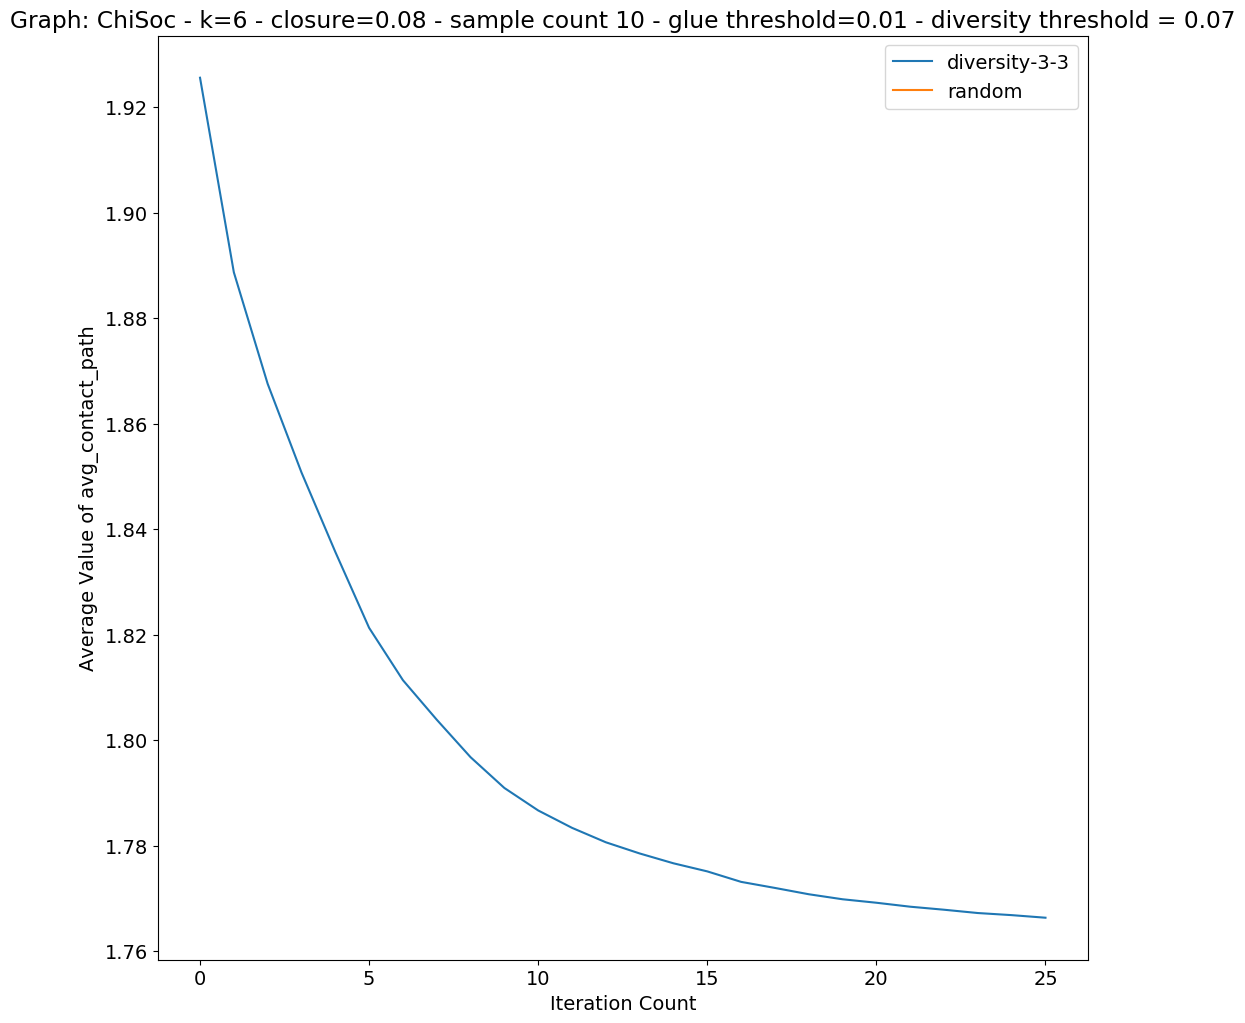 Graph: ChiSoc - k=6 - closure=0.08 - sample count 10 - glue threshold=0.01 - diversity threshold = 0.07
diversity-3-3
random
1.92
1.90
1.88
1.86
1.84
1.82
1.80
1.78
1.76
Average Value of avg_contact_path
0 5 10 15 20 25
Iteration Count